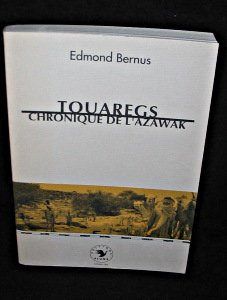 Edmond Bernus
TOUAREGS
CHRONIQUE DE L'AZAWAK